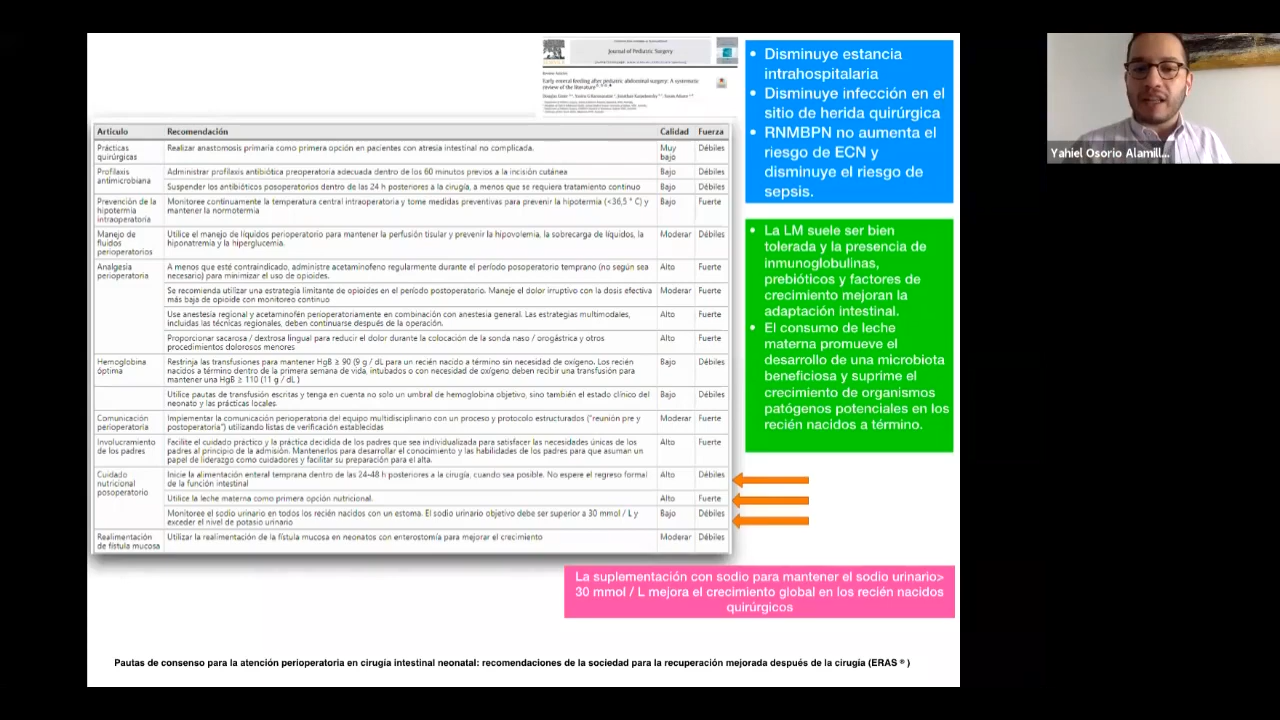 Journal of Pediatric Surgery
Early enteral feeding after pediatric abdominal surgery: A systematic
review of the literature
• Disminuye estancia
intrahospitalaria
• Disminuye infección en el
sitio de herida quirúrgica
• RNMBPN no aumenta el
riesgo de ECN y
disminuye el riesgo de
sepsis.
Yahiel Osorio Alamill...
Articulo Recomendación Calidad Fuerza
Prácticas
quirúrgicas
Realizar anastomosis primaria como primera opción en pacientes con atresia intestinal no complicada.
Muy
bajo
Débiles
Profilaxis
antimicrobiana
Administrar profilaxis antibiótica preoperatoria adecuada dentro de los 60 minutos previos a la incisión cutánea
Bajo Débiles
Suspender los antibióticos posoperatorios dentro de las 24 h posteriores a la cirugía, a menos que se requiera tratamiento continuo
Bajo Débiles
Prevención de la
hipotermia
intraoperatoria
Monitoree continuamente la temperatura central intraoperatoria y tome medidas preventivas para prevenir la hipotermia (<36,5 ° C) y
mantener la normotermia
Bajo Fuerte
Manejo de
fluidos
perioperatorios
Utilice el manejo de líquidos perioperatorio para mantener la perfusión tisular y prevenir la hipovolemia, la sobrecarga de líquidos, la
hiponatremia y la hiperglucemia.
Moderar Débiles
Analgesia
perioperatoria
A menos que esté contraindicado, administre acetaminofeno regularmente durante el período posoperatorio temprano (no según sea
necesario) para minimizar el uso de opioides.
Alto Fuerte
Se recomienda utilizar una estrategia limitante de opioides en el período postoperatorio. Maneje el dolor irruptivo con la dosis efectiva
más baja de opioide con monitoreo continuo
Moderar Fuerte
Use anestesia regional y acetaminofén perioperatoriamente en combinación con anestesia general. Las estrategias multimodales,
incluidas las técnicas regionales, deben continuarse después de la operación.
Alto Fuerte
Proporcionar sacarosa / dextrosa lingual para reducir el dolor durante la colocación de la sonda naso / orogástrica y otros
procedimientos dolorosos menores
Alto Fuerte
Hemoglobina
óptima
Restrinja las transfusiones para mantener HgB ≥ 90 (9 g / dL para un recién nacido a término sin necesidad de oxígeno. Los recién
nacidos a término dentro de la primera semana de vida, intubados o con necesidad de oxígeno deben recibir una transfusión para
mantener una HgB ≥ 110 (11 g / dL )
Bajo Débiles
Utilice pautas de transfusión escritas y tenga en cuenta no solo un umbral de hemoglobina objetivo, sino también el estado clínico del
neonato y las prácticas locales.
Bajo Débiles
Comunicación
perioperatoria
Implementar la comunicación perioperatoria del equipo multidisciplinario con un proceso y protocolo estructurados ("reunión pre y
postoperatoria") utilizando listas de verificación establecidas
Moderar Fuerte
Involucramiento
de los padres
Facilite el cuidado práctico y la práctica decidida de los padres que sea individualizada para satisfacer las necesidades únicas de los
padres al principio de la admisión. Mantenerlos para desarrollar el conocimiento y las habilidades de los padres para que asuman un
papel de liderazgo como cuidadores y facilitar su preparación para el alta.
Alto Fuerte
Cuidado
nutricional
posoperatorio
Inicie la alimentación enteral temprana dentro de las 24-48 h posteriores a la cirugía, cuando sea posible. No espere el regreso formal
de la función intestinal
Alto Débiles
Utilice la leche materna como primera opción nutricional.
Alto Fuerte
Monitoree el sodio urinario en todos los recién nacidos con un estoma. El sodio urinario objetivo debe ser superior a 30 mmol / L y
exceder el nivel de potasio urinario
Bajo Débiles
Realimentación
de fístula mucosa
Utilizar la realimentación de la fístula mucosa en neonatos con enterostomía para mejorar el crecimiento
Moderar Débiles
• La LM suele ser bien
tolerada y la presencia de
inmunoglobulinas,
prebióticos y factores de
crecimiento mejoran la
adaptación intestinal.
• El consumo de leche
materna promueve el
desarrollo de una microbiota
beneficiosa y suprime el
crecimiento de organismos
patógenos potenciales en los
recién nacidos a término.
La suplementación con sodio para mantener el sodio urinario>
30 mmol / L mejora el crecimiento global en los recién nacidos
quirúrgicos
Pautas de consenso para la atención perioperatoria en cirugía intestinal neonatal: recomendaciones de la sociedad para la recuperación mejorada después de la cirugía (ERAS ® )